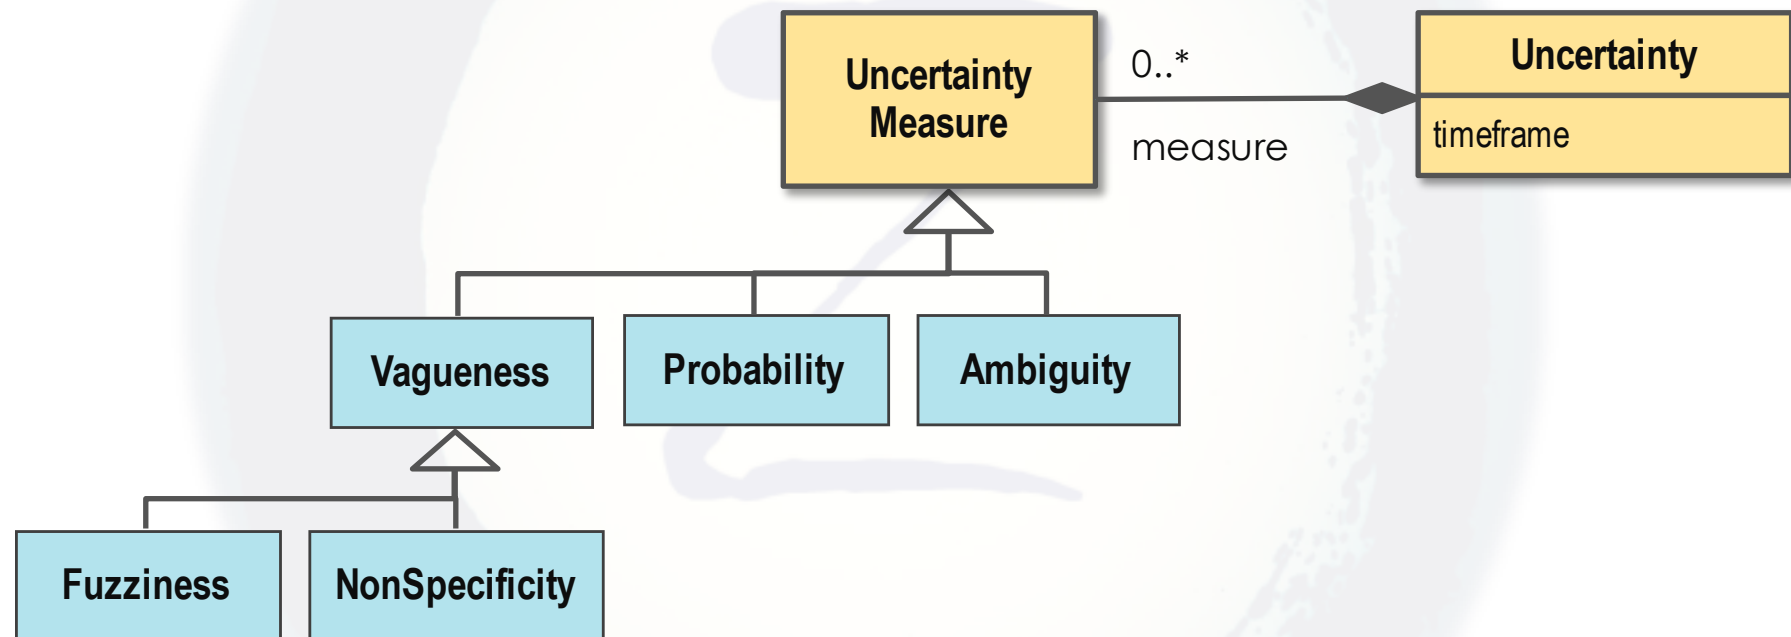 Uncertainty
Measure
0..*
measure
Uncertainty
timeframe
Vagueness
Probability
Ambiguity
Fuzziness
NonSpecificity